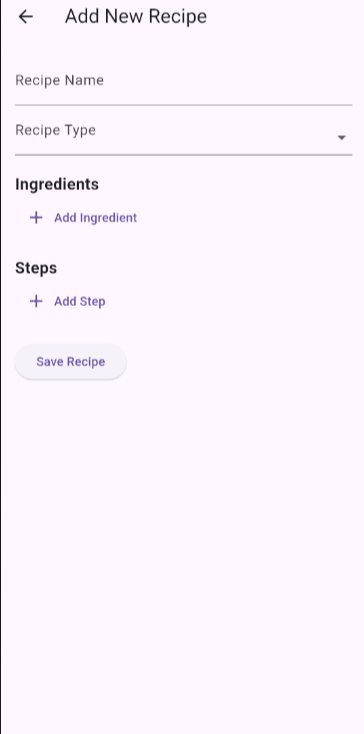 Add New Recipe
Recipe Name
Recipe Type
Ingredients
+ Add Ingredient
Steps
+ Add Step
Save Recipe